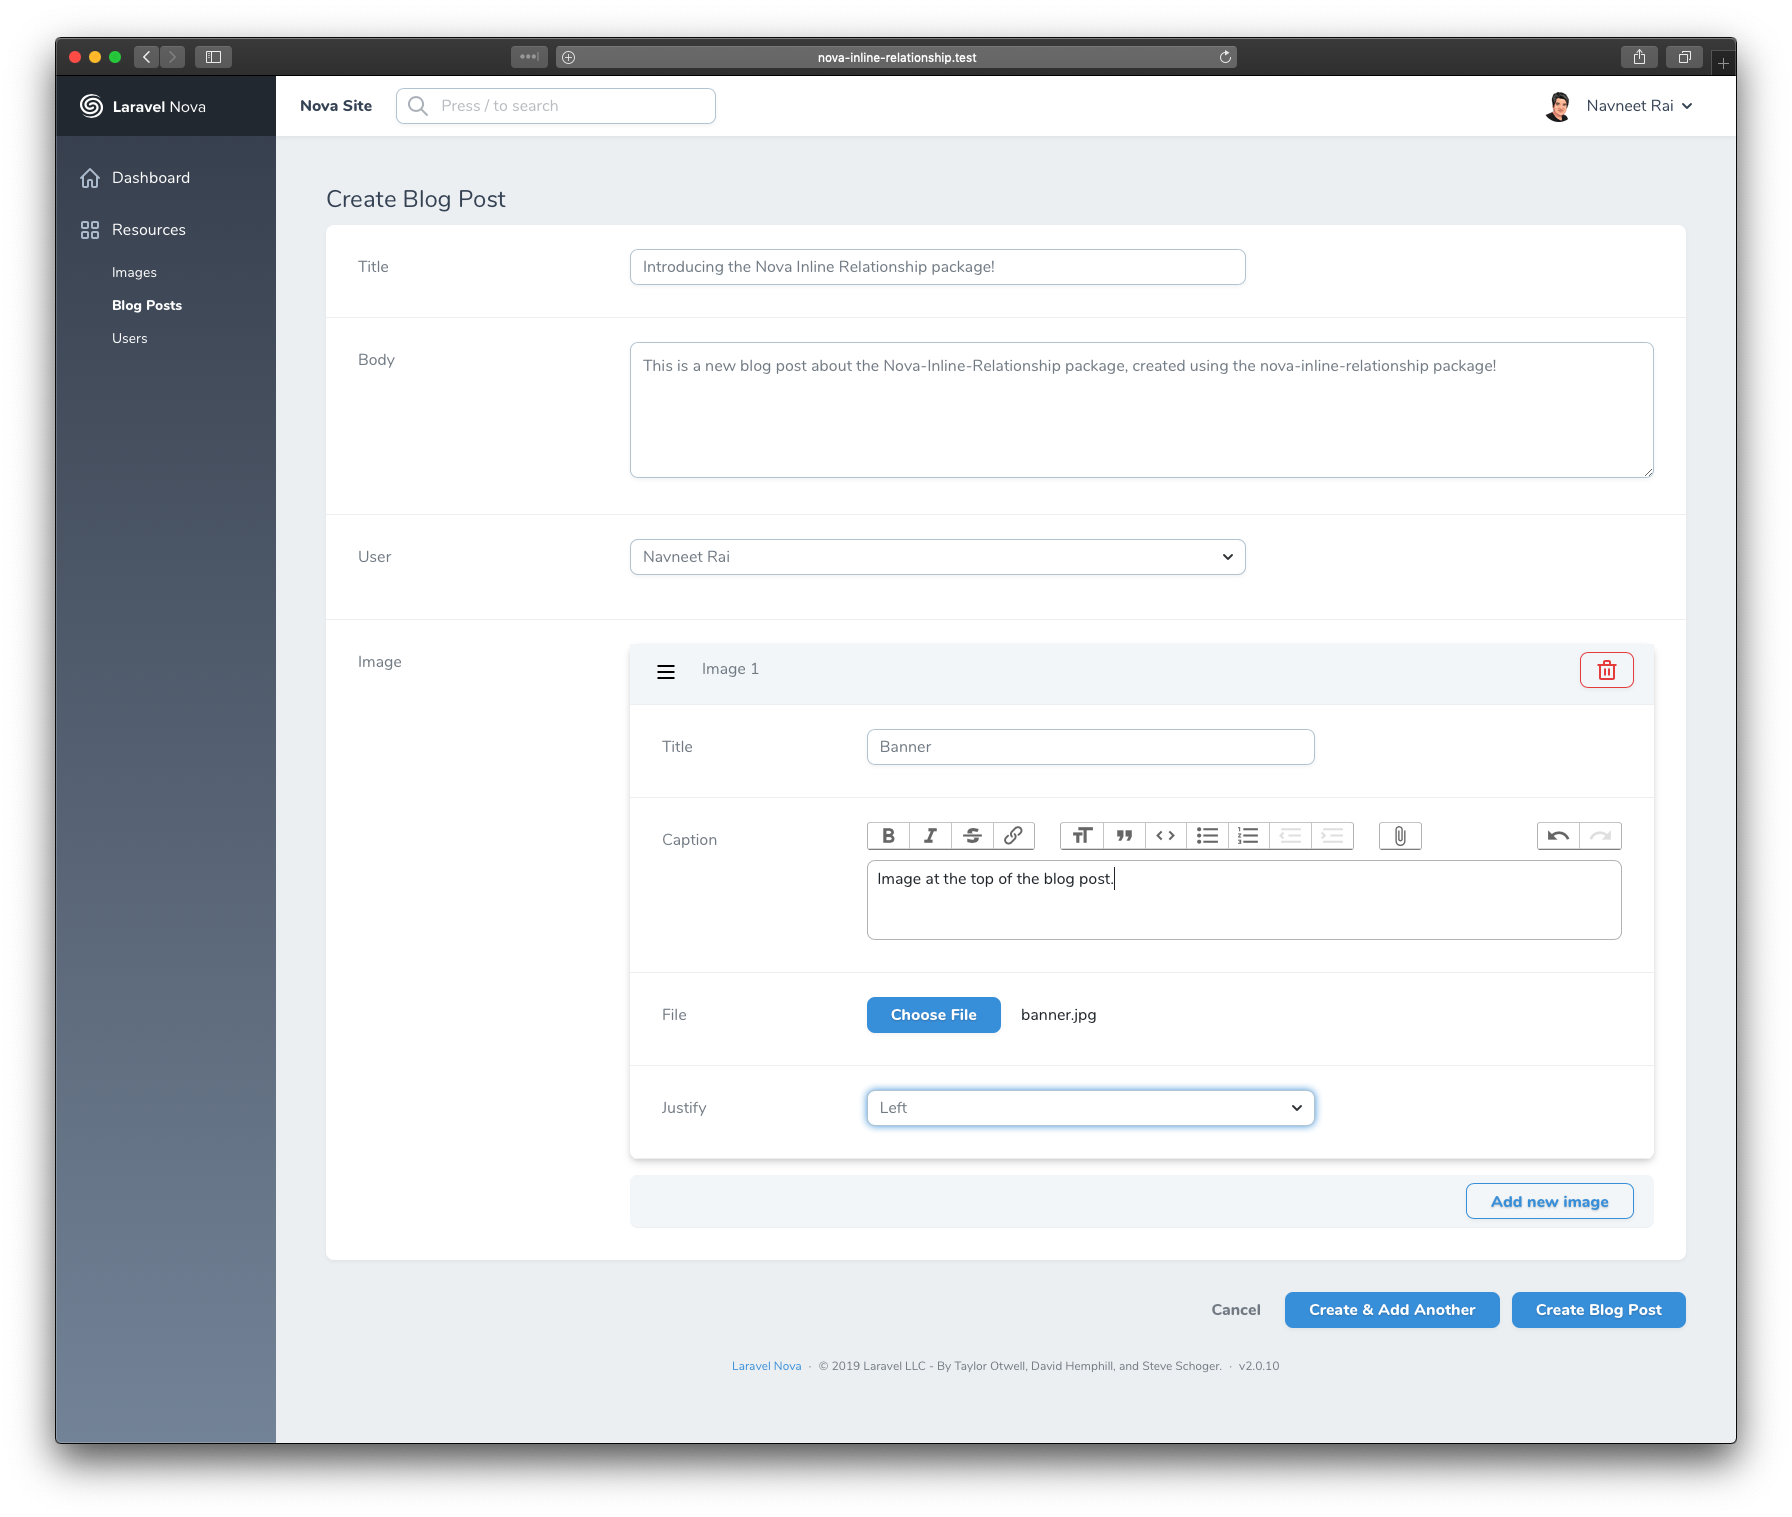 nova-inline-relationship.test
Laravel Nova
Nova Site
Press / to search
Navneet Rai
Dashboard
Resources
Images
Blog Posts
Users
Create Blog Post
Title
Introducing the Nova Inline Relationship package!
Body
This is a new blog post about the Nova-Inline-Relationship package, created using the nova-inline-relationship package!
User
Navneet Rai
Image
Image 1
Title
Banner
Caption
Image at the top of the blog post.
File
Choose File banner.jpg
Justify
Left
Add new image
Cancel Create & Add Another Create Blog Post
Laravel Nova · © 2019 Laravel LLC - By Taylor Otwell, David Hemphill, and Steve Schoger. · v2.0.10